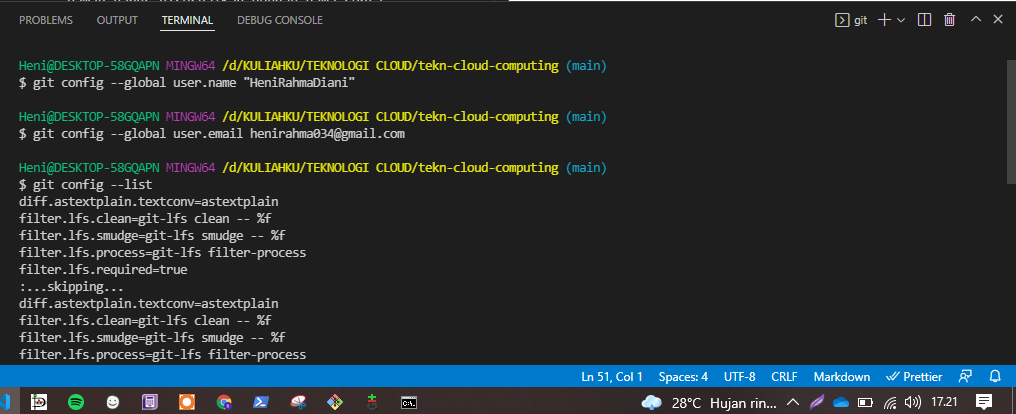 PROBLEMS OUTPUT TERMINAL DEBUG CONSOLE git
Heni@DESKTOP-58GQAPN MINGW64 /d/KULIAHKU/TEKNOLOGI CLOUD/tekn-cloud-computing (main)
$ git config --global user.name "HeniRahmaDiani"
Heni@DESKTOP-58GQAPN MINGW64 /d/KULIAHKU/TEKNOLOGI CLOUD/tekn-cloud-computing (main)
$ git config --global user.email henirahma034@gmail.com
Heni@DESKTOP-58GQAPN MINGW64 /d/KULIAHKU/TEKNOLOGI CLOUD/tekn-cloud-computing (main)
$ git config --list
diff.astextplain.textconv=astextplain
filter.lfs.clean=git-lfs clean -- %f
filter.lfs.smudge=git-lfs smudge -- %f
filter.lfs.process=git-lfs filter-process
filter.lfs.required=true
:...skipping...
diff.astextplain.textconv=astextplain
filter.lfs.clean=git-lfs clean -- %f
filter.lfs.smudge=git-lfs smudge -- %f
filter.lfs.process=git-lfs filter-process
Ln 51, Col 1 Spaces: 4 UTF-8 CRLF Markdown Prettier
28°C Hujan rin... 17.21